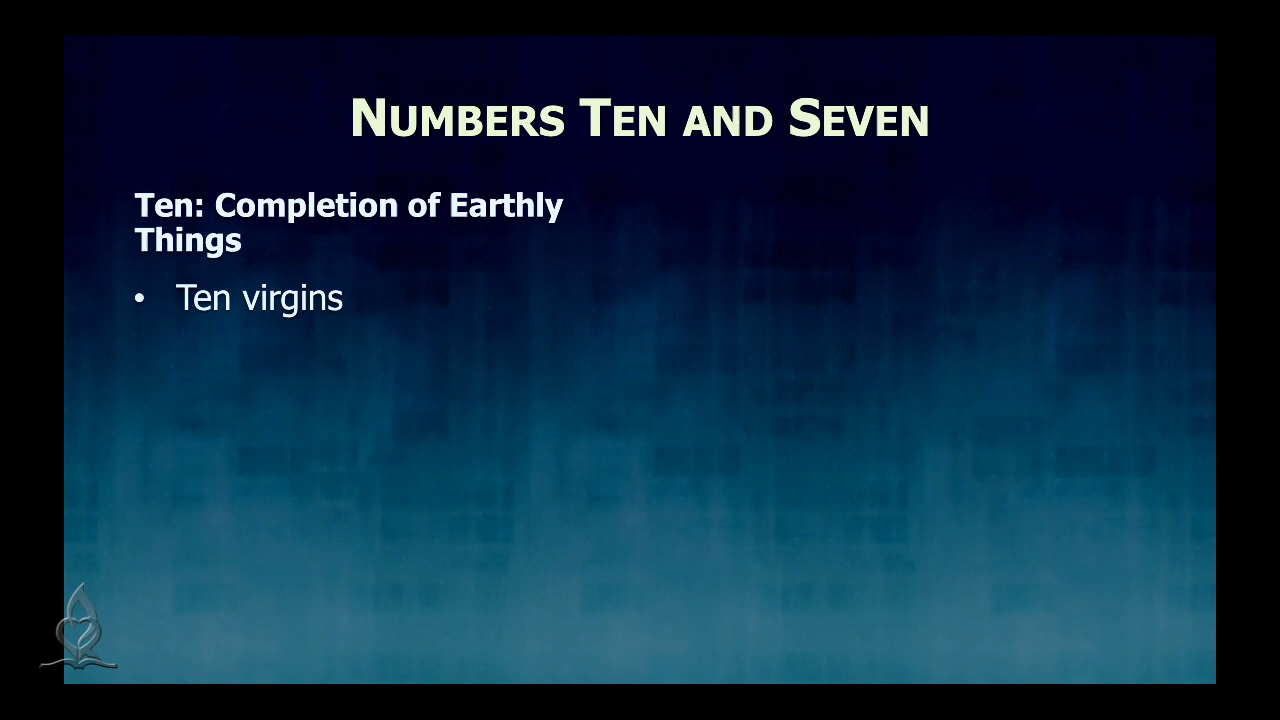 Numbers Ten and Seven
Ten: Completion of Earthly
Things
• Ten virgins